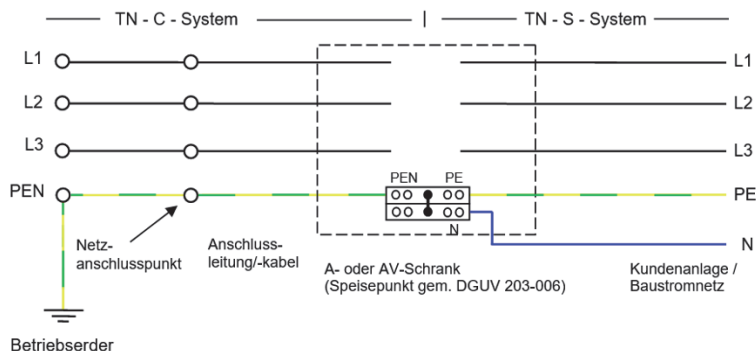 TN - C - System
TN - S - System
L1
L1
L2
L2
L3
L3
PEN
PEN PE
PE
N
N
Netz-
anschlusspunkt
Anschluss-
leitung/-kabel
A- oder AV-Schrank
(Speisepunkt gem. DGUV 203-006)
Kundenanlage /
Baustromnetz
Betriebserder